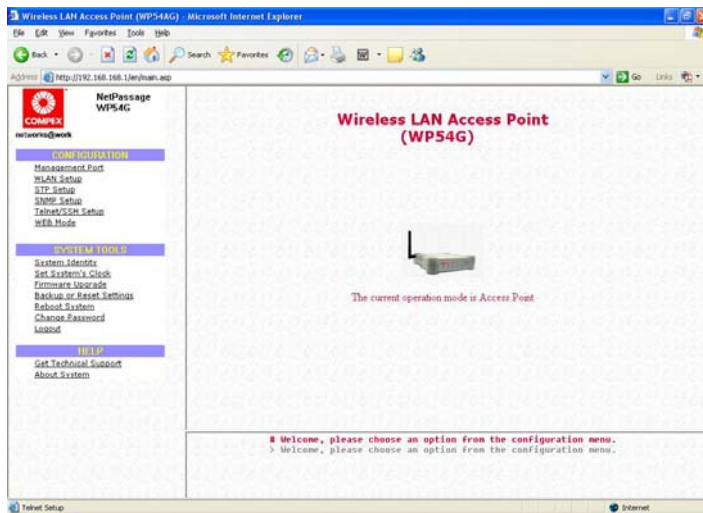 Wireless LAN Access Point (WP54AG) - Microsoft Internet Explorer
File Edit View Favorites Tools Help
Back Search Favorites
Address http://192.168.168.1/en/main.asp Go Links
COMPEX
networks@work
NetPassage
WP54G
CONFIGURATION
Management Port
WLAN Setup
STP Setup
SNMP Setup
Telnet/SSH Setup
WEB Mode
SYSTEM TOOLS
System Identity
Set System's Clock
Firmware Upgrade
Backup or Reset Settings
Reboot System
Change Password
Logout
HELP
Get Technical Support
About System
Wireless LAN Access Point
(WP54G)
The current operation mode is Access Point
# Welcome, please choose an option from the configuration menu.
> Welcome, please choose an option from the configuration menu.
Telnet Setup
Internet